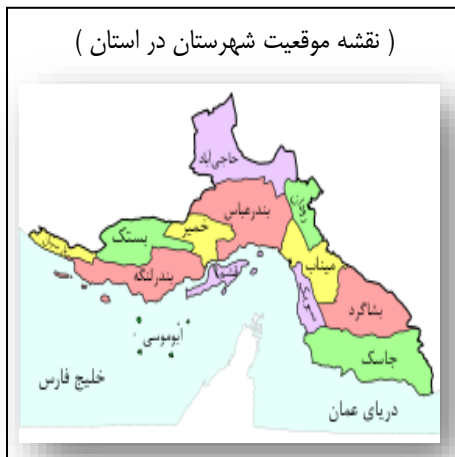 ( نقشه موقعیت شهرستان در استان )
حاجی‌آباد
بندرعباس
خمیر
بستک
میناب
بندرلنگه
بشاگرد
ابوموسی
جاسک
خلیج فارس
دریای عمان